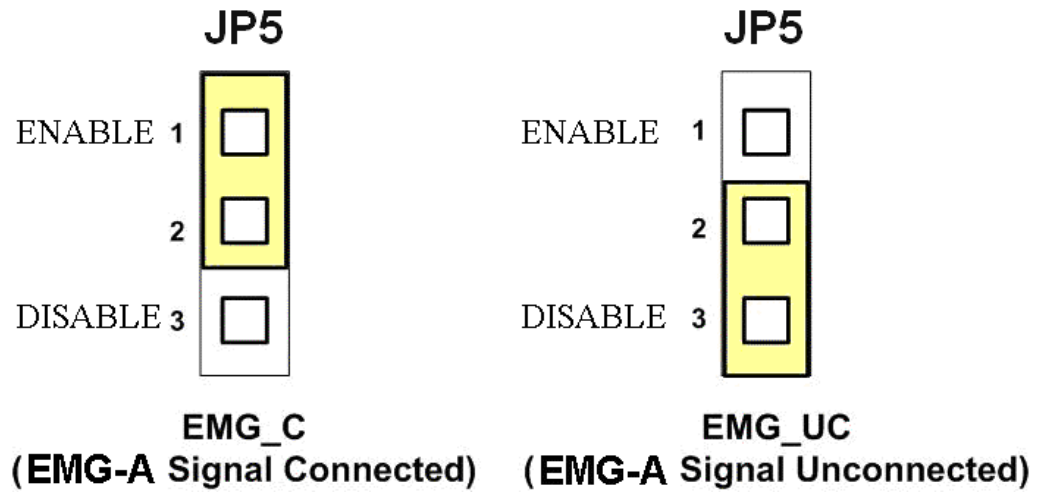 JP5
ENABLE 1
2
DISABLE 3
EMG_C
(EMG-A Signal Connected)
JP5
ENABLE 1
2
DISABLE 3
EMG_UC
(EMG-A Signal Unconnected)